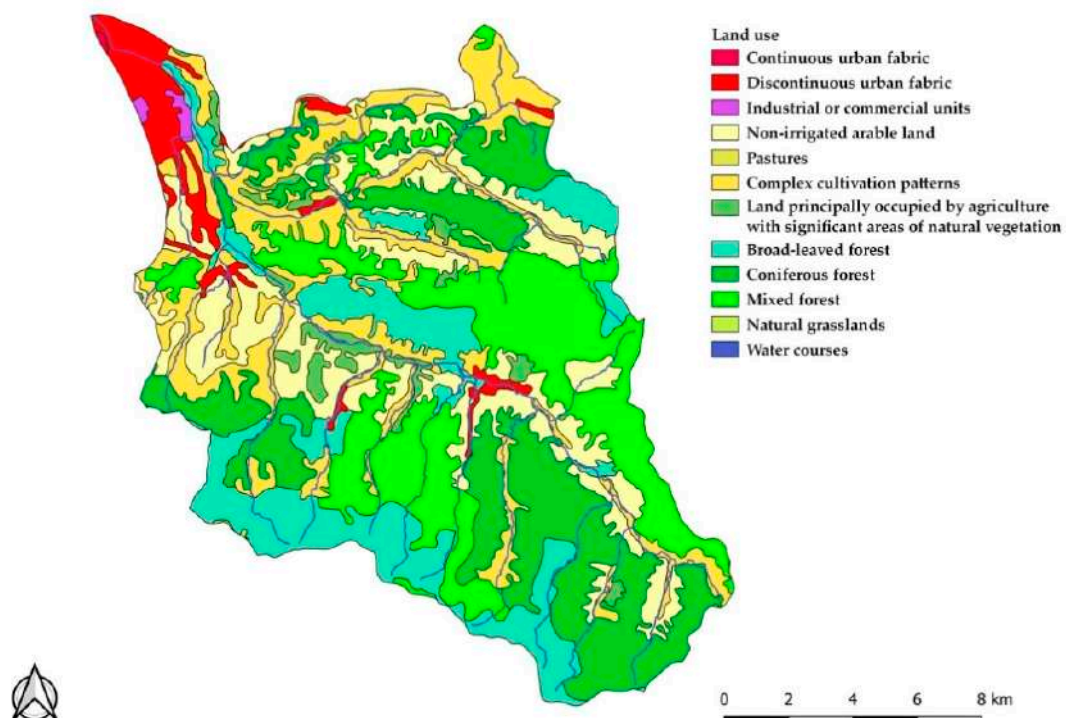 Land use
Continuous urban fabric
Discontinuous urban fabric
Industrial or commercial units
Non-irrigated arable land
Pastures
Complex cultivation patterns
Land principally occupied by agriculture
with significant areas of natural vegetation
Broad-leaved forest
Coniferous forest
Mixed forest
Natural grasslands
Water courses
0 2 4 6 8 km